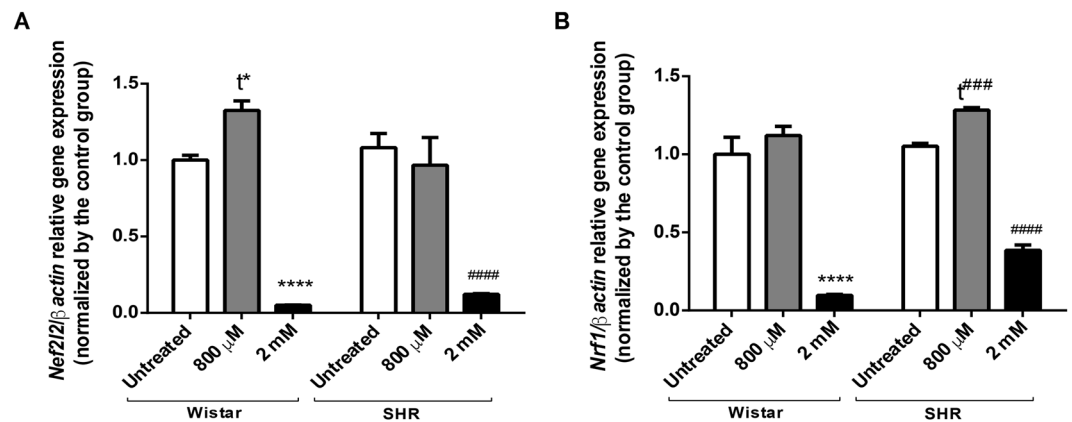 A
Nef2l2/β actin relative gene expression
(normalized by the control group)
1.5
1.0
0.5
0.0
t*
****
####
Untreated
800 μM
2 mM
Untreated
800 μM
2 mM
Wistar
SHR
B
Nrf1/β actin relative gene expression
(normalized by the control group)
1.5
1.0
0.5
0.0
****
t###
####
Untreated
800 μM
2 mM
Untreated
800 μM
2 mM
Wistar
SHR